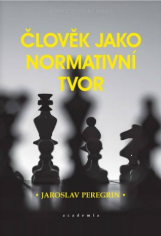 ČLOVĚK JAKO
NORMATIVNÍ
TVOR
• JAROSLAV PEREGRIN •
academia